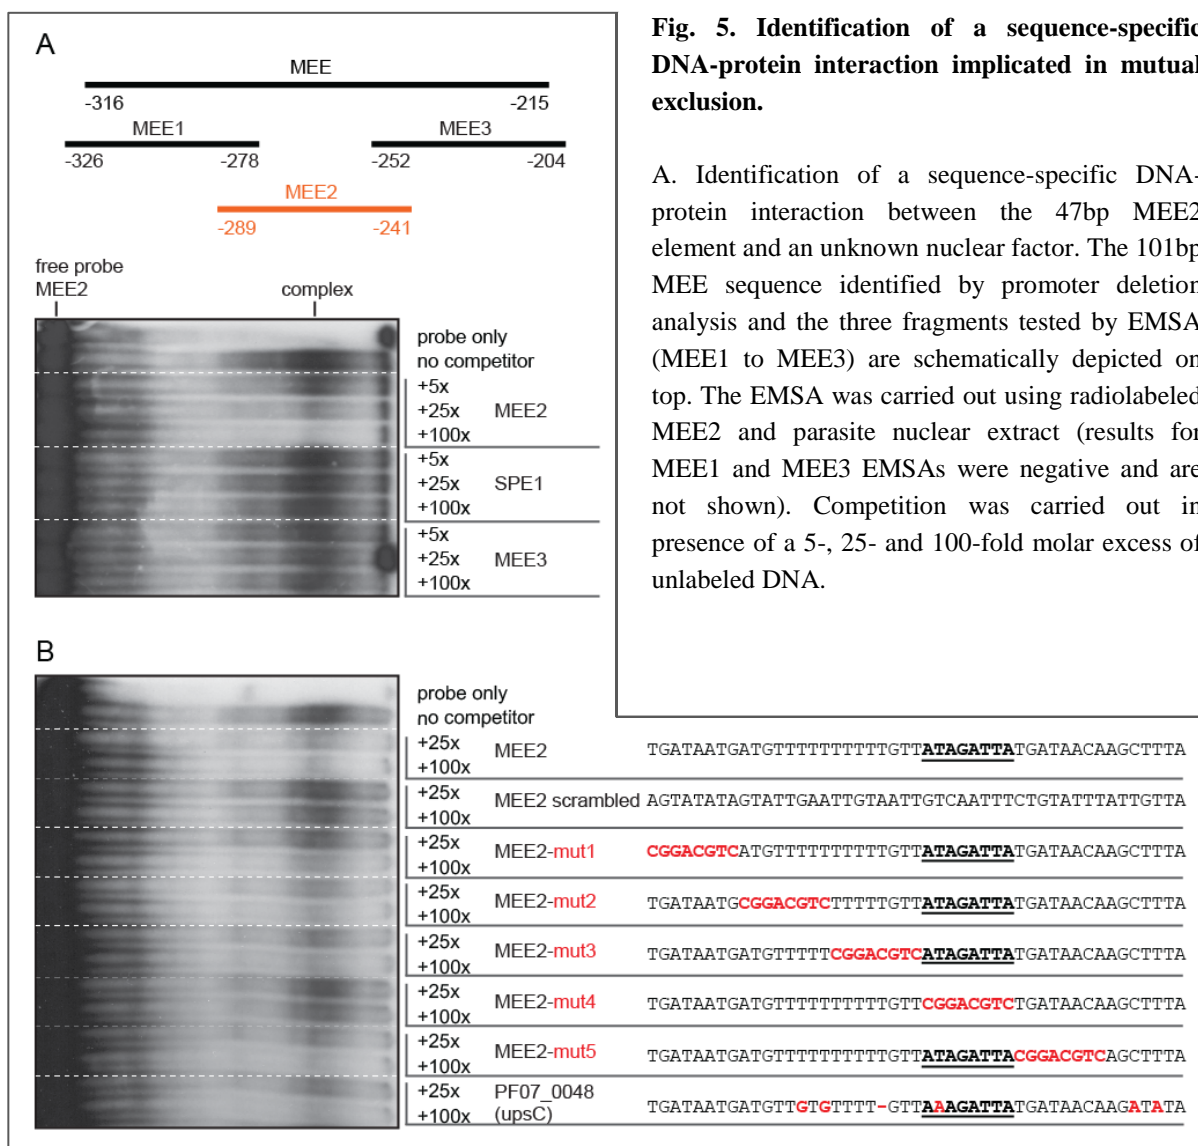 A
MEE
-316 -215
MEE1 MEE3
-326 -278 -252 -204
MEE2
-289 -241
free probe
MEE2 complex
probe only
no competitor
+5x
+25x MEE2
+100x
+5x
+25x SPE1
+100x
+5x
+25x MEE3
+100x
Fig. 5. Identification of a sequence-specific
DNA-protein interaction implicated in mutual
exclusion.
A. Identification of a sequence-specific DNA-
protein interaction between the 47bp MEE2
element and an unknown nuclear factor. The 101bp
MEE sequence identified by promoter deletion
analysis and the three fragments tested by EMSA
(MEE1 to MEE3) are schematically depicted on
top. The EMSA was carried out using radiolabeled
MEE2 and parasite nuclear extract (results for
MEE1 and MEE3 EMSAs were negative and are
not shown). Competition was carried out in
presence of a 5-, 25- and 100-fold molar excess of
unlabeled DNA.
B
probe only
no competitor
+25x
+100x MEE2 TGATAATGATGTTTTTTTTTTGTTATAGATTATGATAACAAGCTTTA
+25x
+100x MEE2 scrambled AGTATATAGTATTGAATTGTAATTGTCAATTTCTGTATTTATTGTTA
+25x
+100x MEE2-mut1 CGGACGTCATGTTTTTTTTTTGTTATAGATTATGATAACAAGCTTTA
+25x
+100x MEE2-mut2 TGATAATGCGGACGTCTTTTTGTTATAGATTATGATAACAAGCTTTA
+25x
+100x MEE2-mut3 TGATAATGATGTTTTTCGGACGTCATAGATTATGATAACAAGCTTTA
+25x
+100x MEE2-mut4 TGATAATGATGTTTTTTTTTTGTTCGGACGTCTGATAACAAGCTTTA
+25x
+100x MEE2-mut5 TGATAATGATGTTTTTTTTTTGTTATAGATTACGGACGTCAGCTTTA
+25x PF07_0048
+100x (upsC) TGATAATGATGTTGTGTTTT-GTTAAAGATTATGATAACAAGATATA